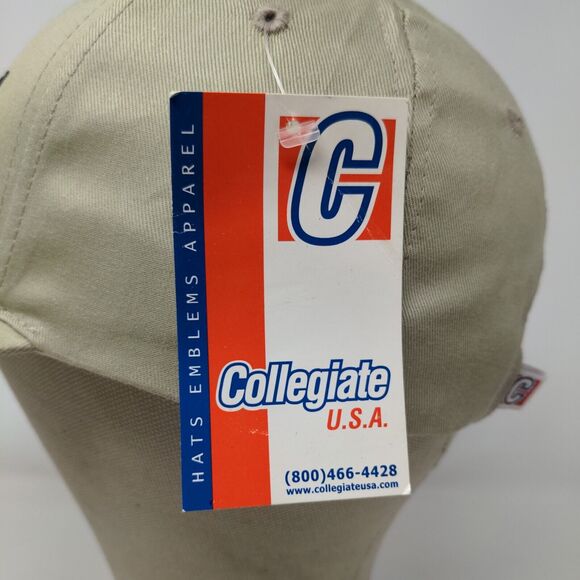 C
HATS EMBLEMS APPAREL
Collegiate
U.S.A.
(800)466-4428
www.collegiateusa.com
C